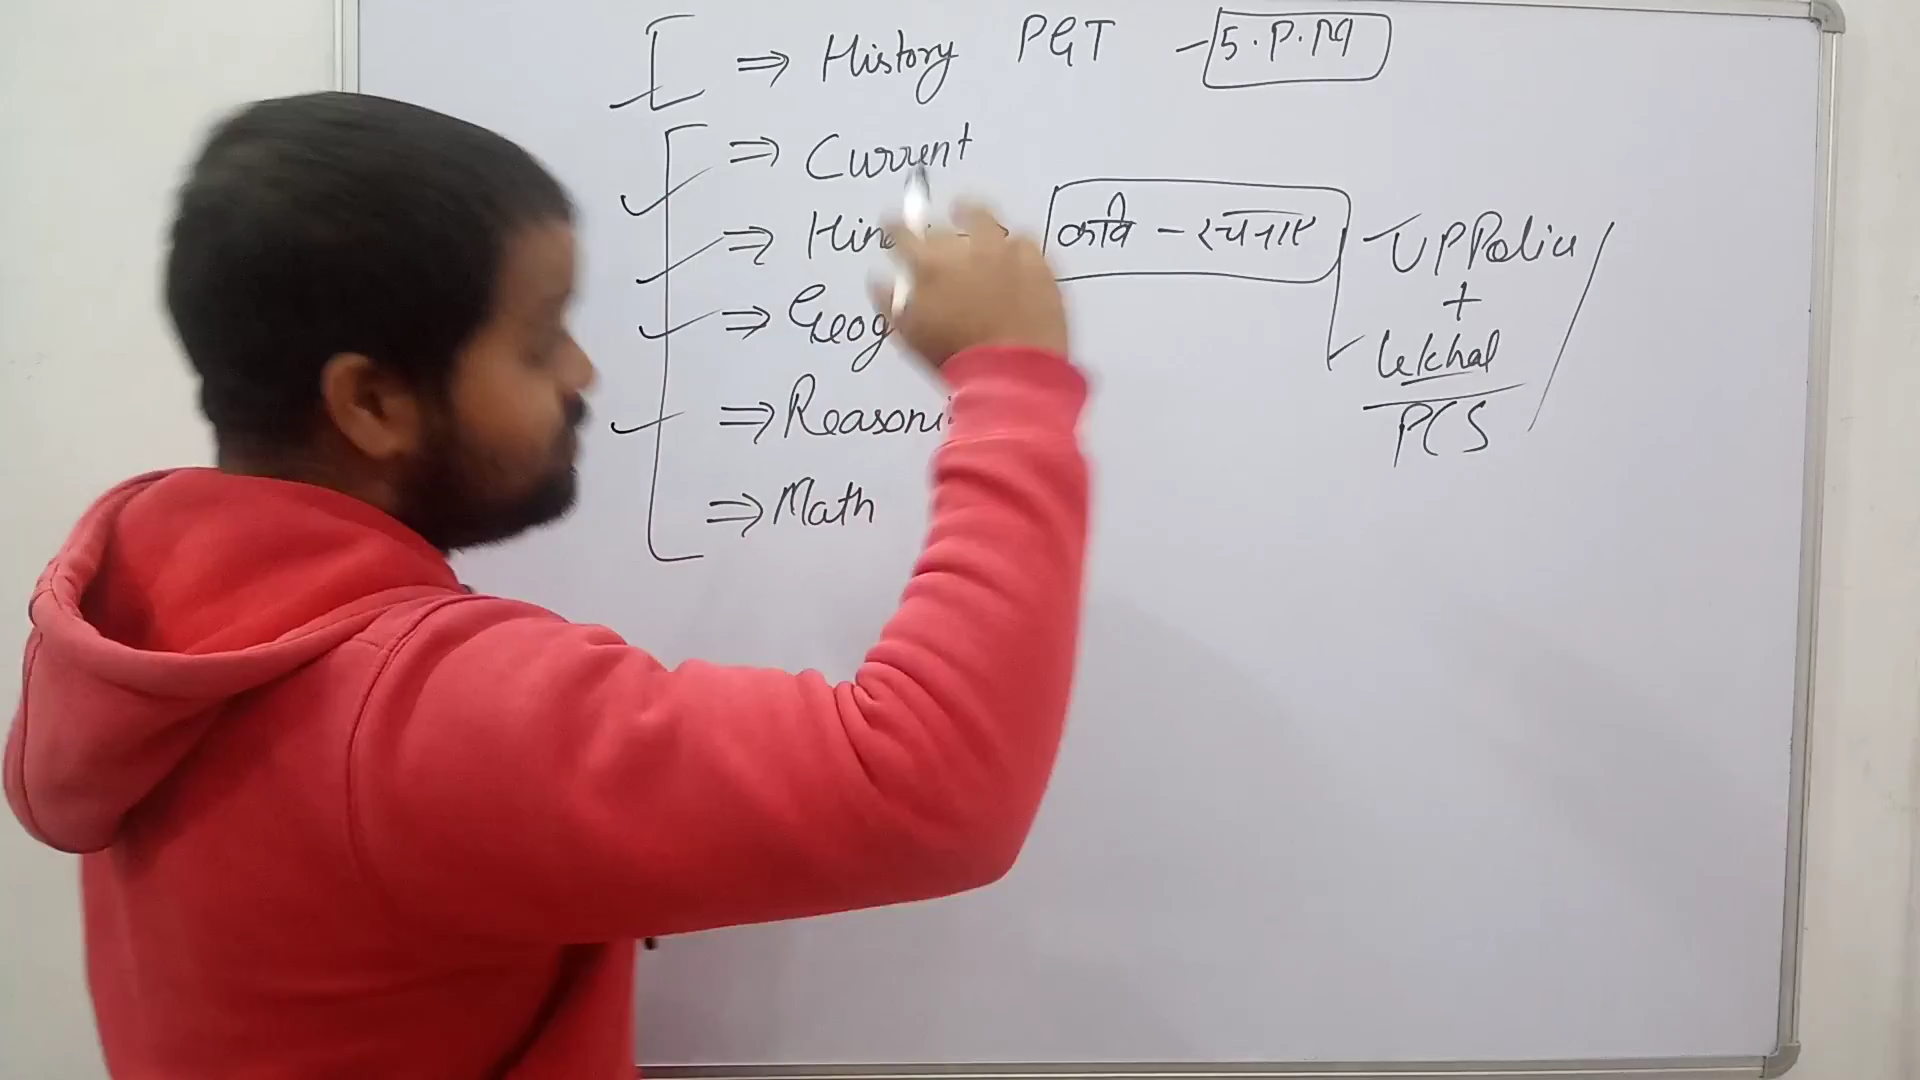 ⇒ History PGT - 5.P.M
⇒ Current
⇒ Hin कवि - रचनाए UP Police
+
⇒ Geog Lekhal
⇒ Reasoni PCS
⇒ Math